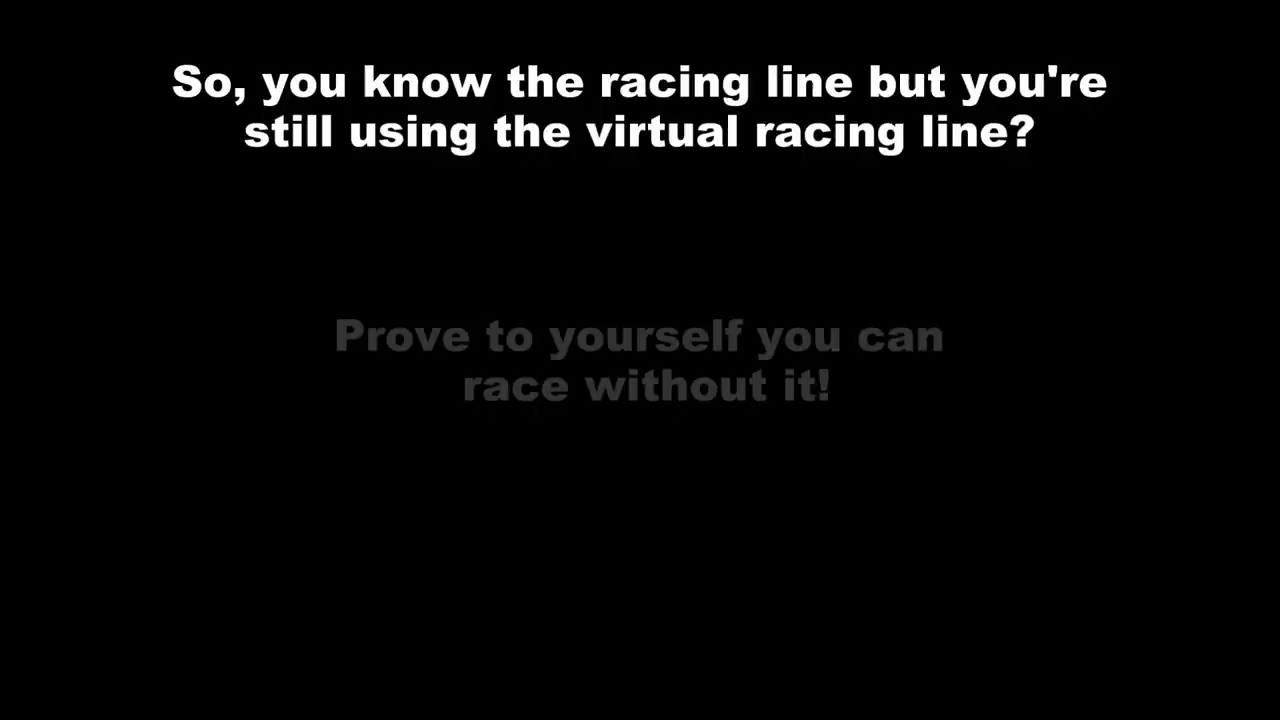 So, you know the racing line but you're
still using the virtual racing line?
Prove to yourself you can
race without it!